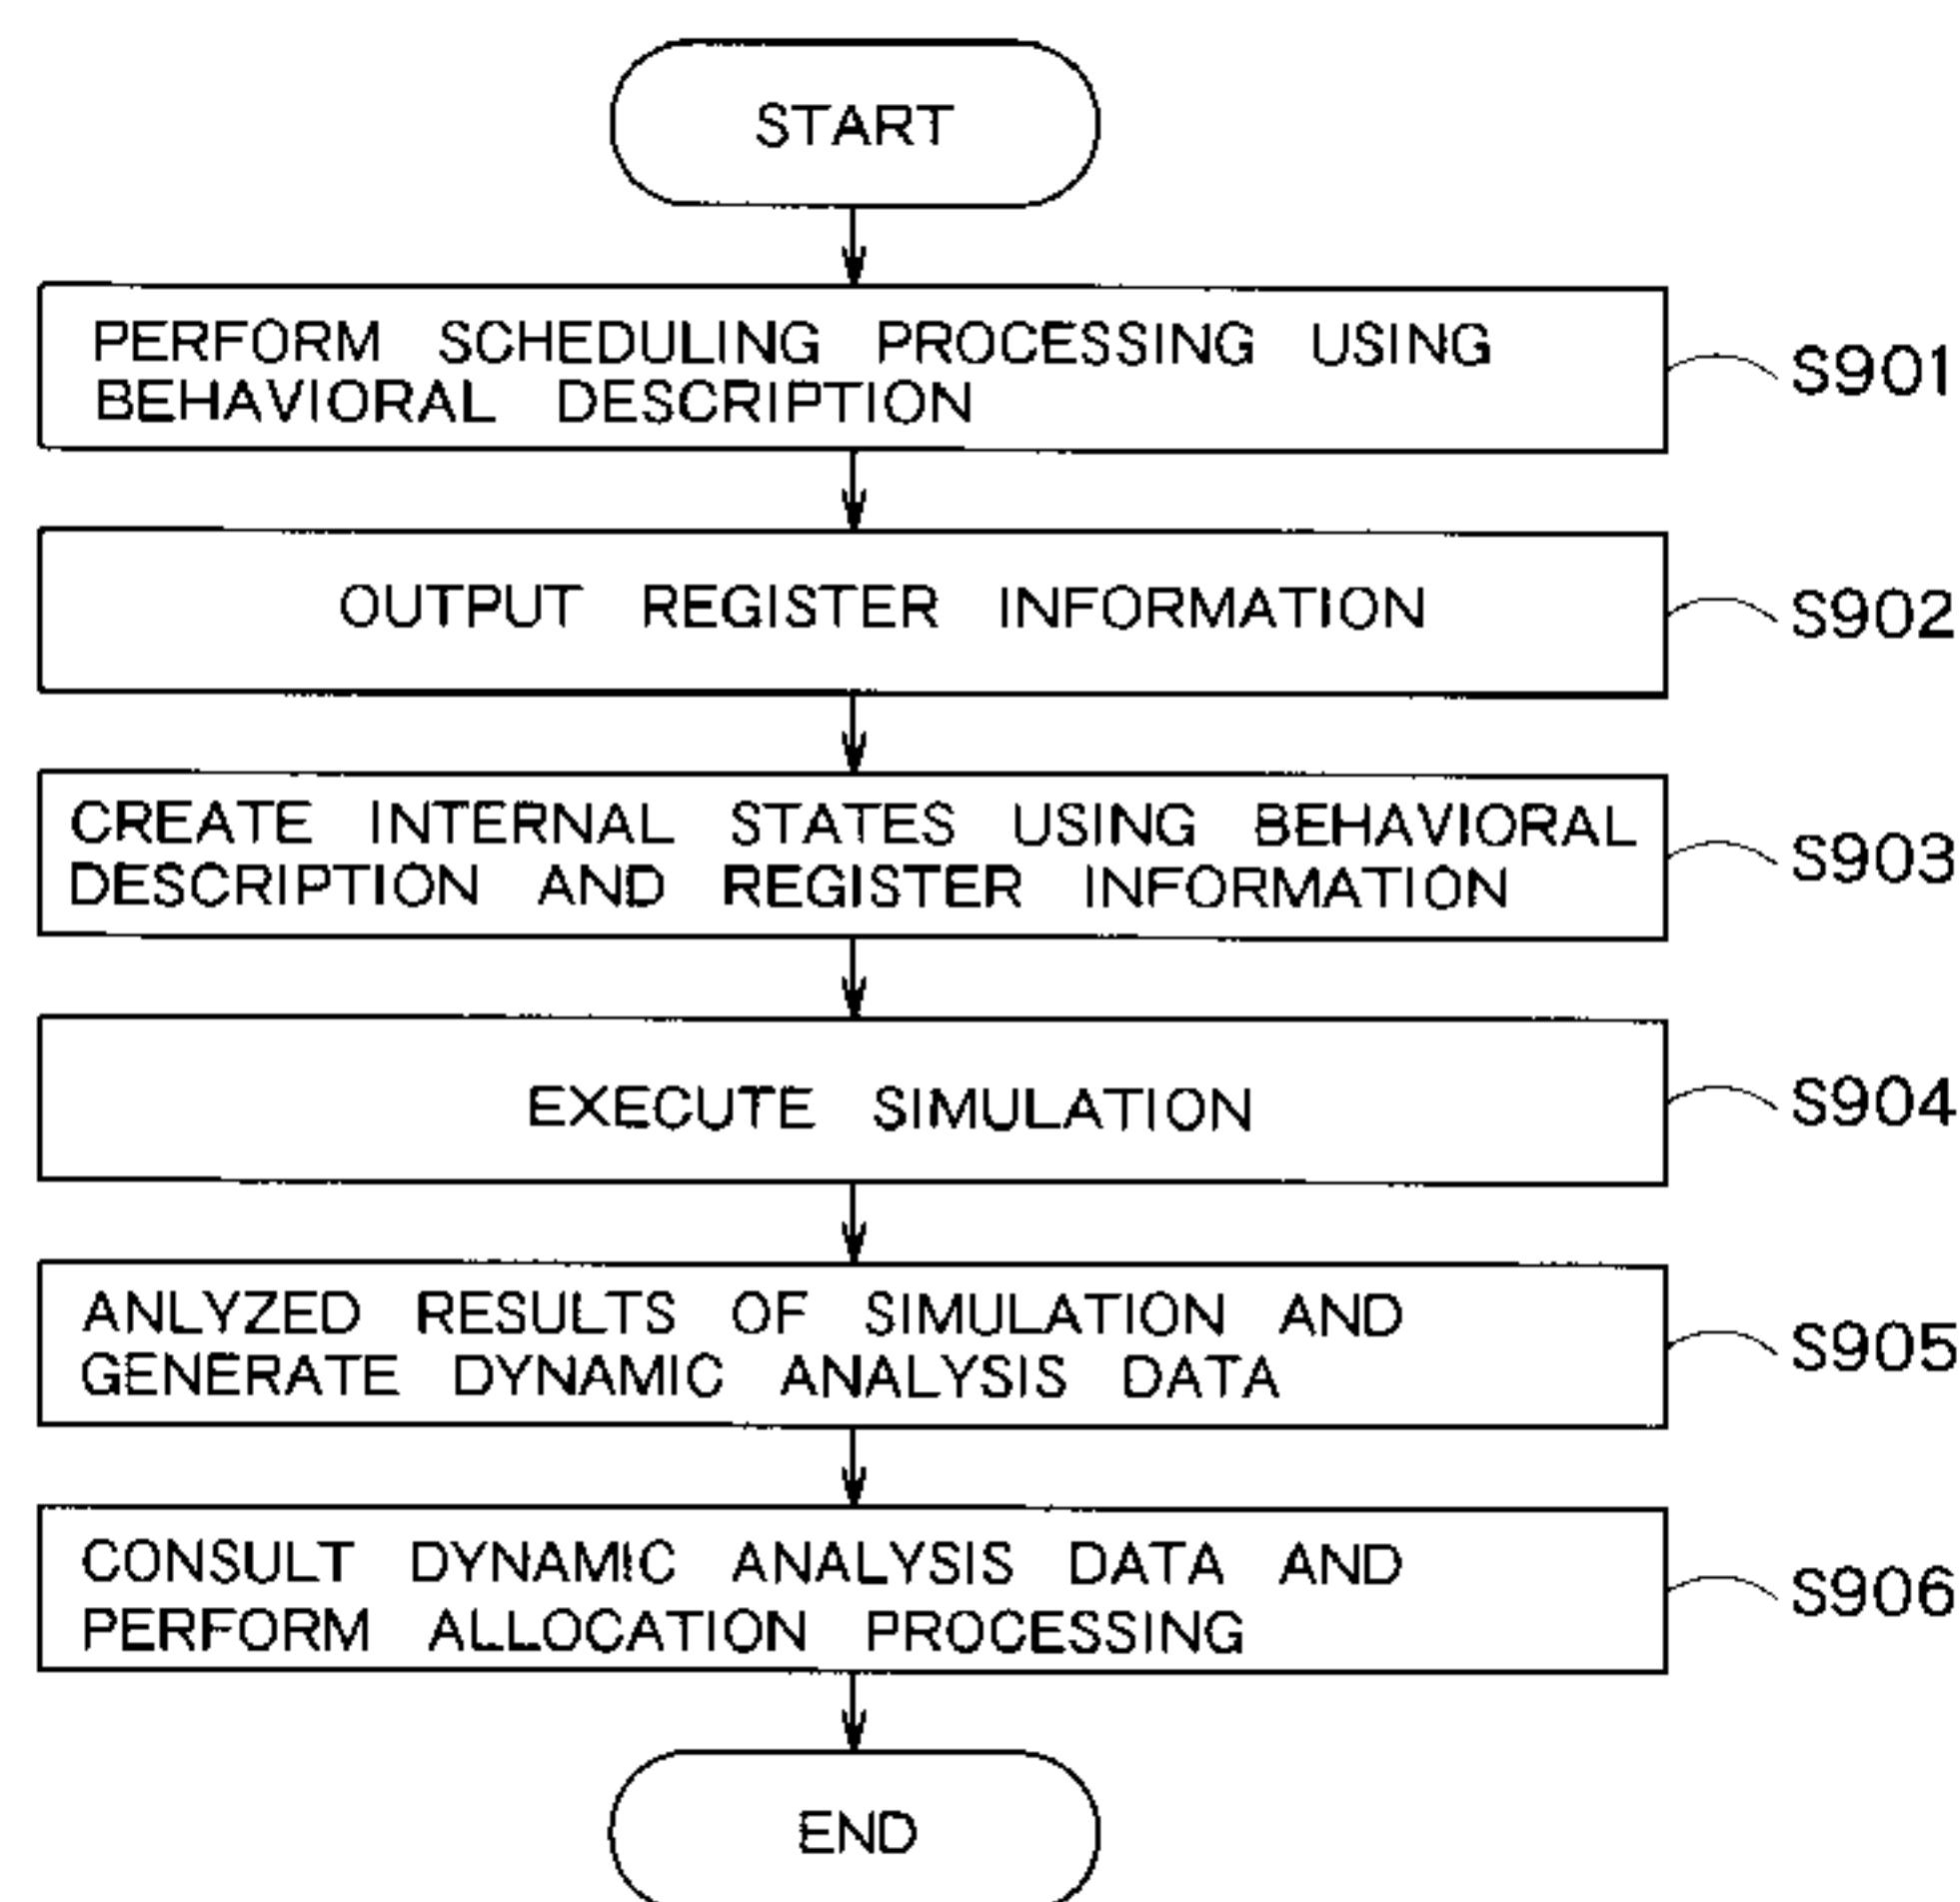 START
PERFORM SCHEDULING PROCESSING USING
BEHAVIORAL DESCRIPTION
S901
OUTPUT REGISTER INFORMATION
S902
CREATE INTERNAL STATES USING BEHAVIORAL
DESCRIPTION AND REGISTER INFORMATION
S903
EXECUTE SIMULATION
S904
ANLYZED RESULTS OF SIMULATION AND
GENERATE DYNAMIC ANALYSIS DATA
S905
CONSULT DYNAMIC ANALYSIS DATA AND
PERFORM ALLOCATION PROCESSING
S906
END